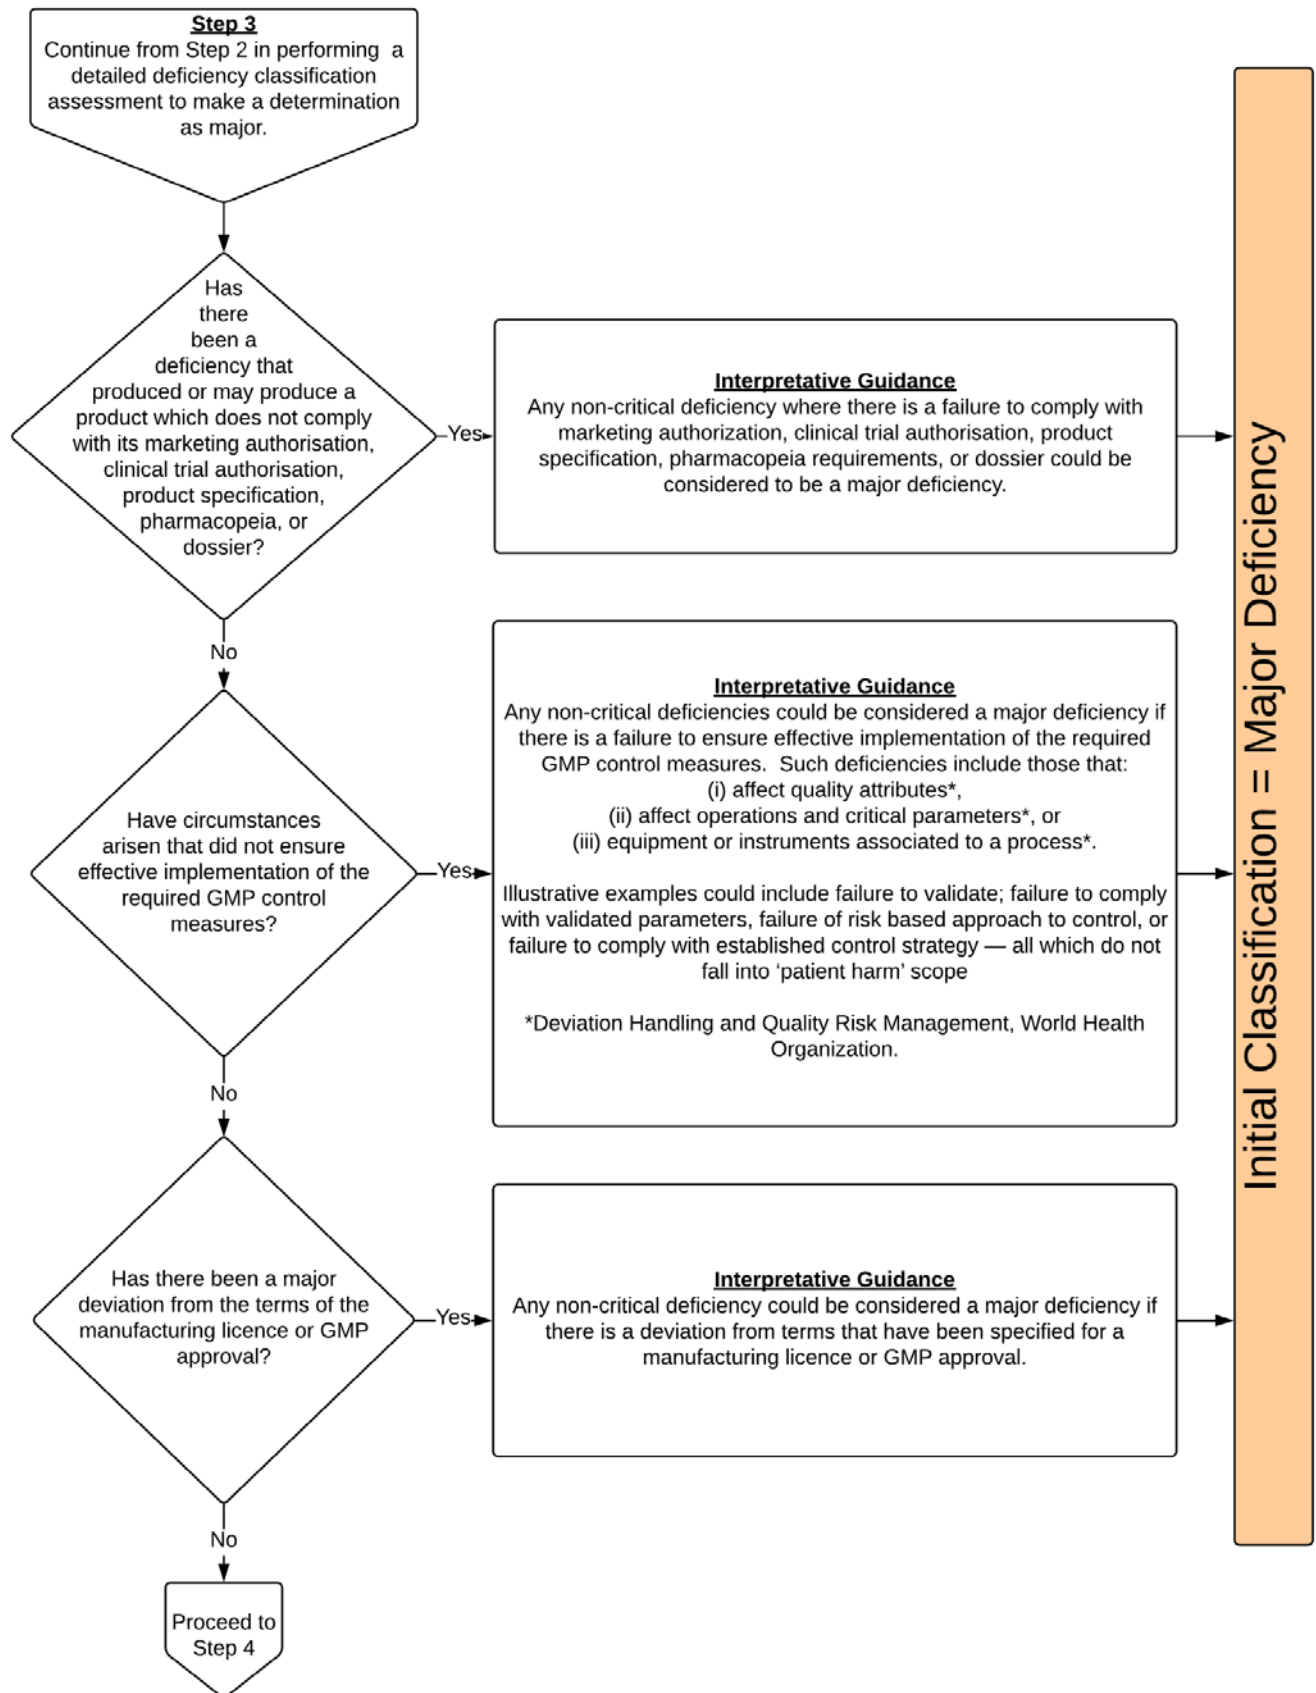 Step 3
Continue from Step 2 in performing a
detailed deficiency classification
assessment to make a determination
as major.
Has
there
been a
deficiency that
produced or may produce a
product which does not comply
with its marketing authorisation,
clinical trial authorisation,
product specification,
pharmacopeia, or
dossier?
Yes
Interpretative Guidance
Any non-critical deficiency where there is a failure to comply with
marketing authorization, clinical trial authorisation, product
specification, pharmacopeia requirements, or dossier could be
considered to be a major deficiency.
No
Have circumstances
arisen that did not ensure
effective implementation of the
required GMP control
measures?
Yes
Interpretative Guidance
Any non-critical deficiencies could be considered a major deficiency if
there is a failure to ensure effective implementation of the required
GMP control measures. Such deficiencies include those that:
(i) affect quality attributes*,
(ii) affect operations and critical parameters*, or
(iii) equipment or instruments associated to a process*.
Illustrative examples could include failure to validate; failure to comply
with validated parameters, failure of risk based approach to control, or
failure to comply with established control strategy — all which do not
fall into ‘patient harm’ scope
*Deviation Handling and Quality Risk Management, World Health
Organization.
No
Has there been a major
deviation from the terms of the
manufacturing licence or GMP
approval?
Yes
Interpretative Guidance
Any non-critical deficiency could be considered a major deficiency if
there is a deviation from terms that have been specified for a
manufacturing licence or GMP approval.
No
Proceed to
Step 4
Initial Classification = Major Deficiency